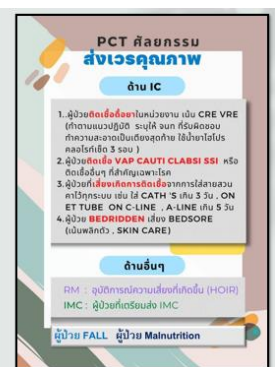 PCT ศัลยกรรม
ส่งเวรคุณภาพ
ด้าน IC
1..ผู้ป่วยติดเชื้อดื้อยาในหน่วยงาน เน้น CRE VRE
(ทำตามแนวปฏิบัติ ระบุให้ จนท ที่รับผิดชอบ
ทำความสะอาดเป็นเตียงสุดท้าย ใช้น้ำยาไฮโปร
คลอไรท์เช็ด 3 รอบ )
2.ผู้ป่วยติดเชื้อ VAP CAUTI CLABSI SSI หรือ
ติดเชื้ออื่นๆ ที่สำคัญเฉพาะโรค
3.ผู้ป่วยที่เสี่ยงเกิดการติดเชื้อจากการใส่สายสวน
คาไว้ทุกระบบ เช่น ใส่ CATH 'S เกิน 3 วัน , ON
ET TUBE ON C-LINE , A-LINE เกิน 5 วัน
4.ผู้ป่วย BEDRIDDEN เสี่ยง BEDSORE
(เน้นพลิกตัว , SKIN CARE)
ด้านอื่นๆ
RM : อุบัติการณ์ความเสี่ยงที่เกิดขึ้น (HOIR)
IMC : ผู้ป่วยที่เตรียมส่ง IMC
ผู้ป่วย FALL ผู้ป่วย Malnutrition